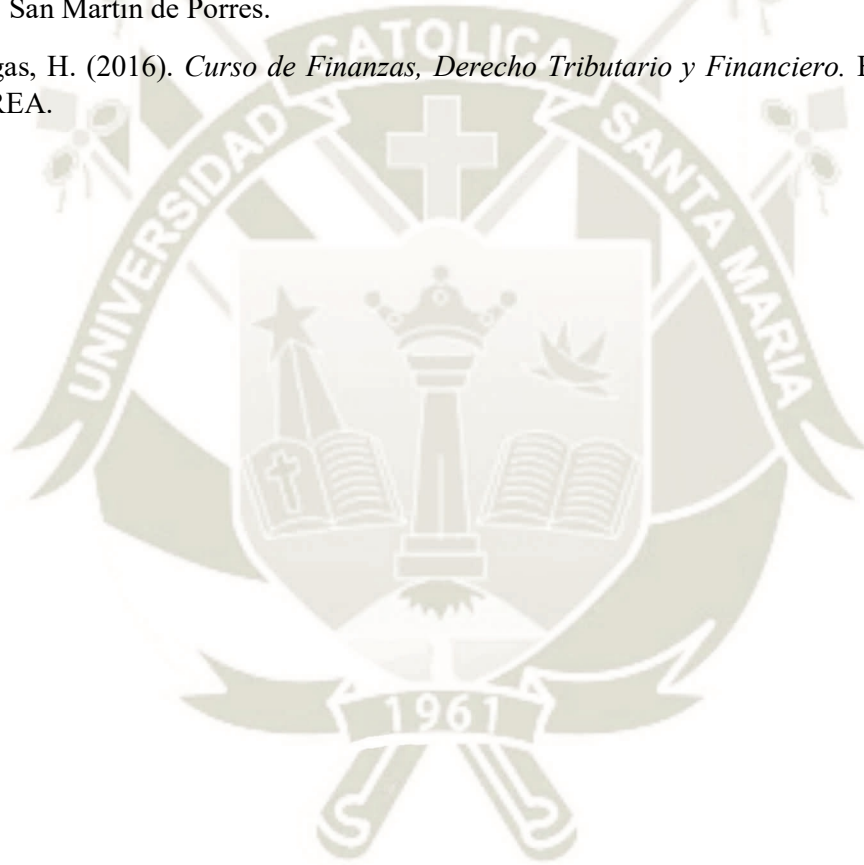 San Martín de Porres.
gas, H. (2016). Curso de Finanzas, Derecho Tributario y Financiero.
REA.
CATOLICA
UNIVERSIDAD
SANTA MARIA
1961